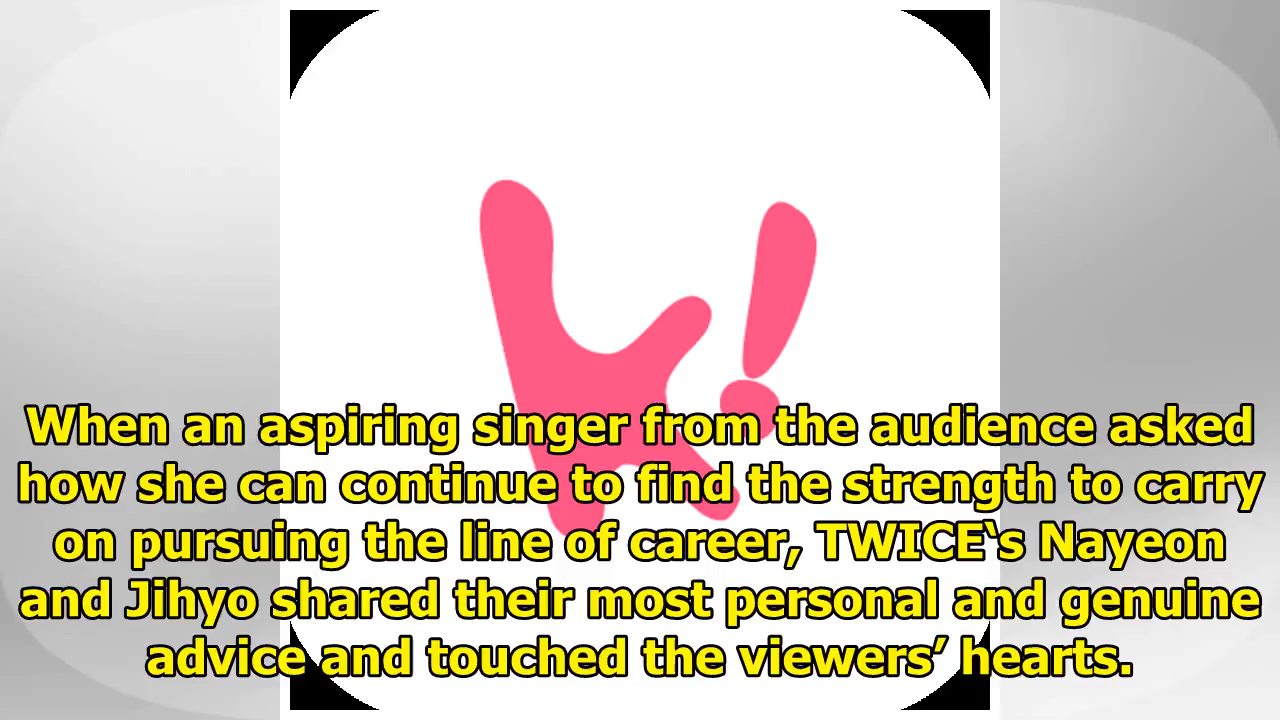 k!
When an aspiring singer from the audience asked
how she can continue to find the strength to carry
on pursuing the line of career, TWICE‘s Nayeon
and Jihyo shared their most personal and genuine
advice and touched the viewers’ hearts.